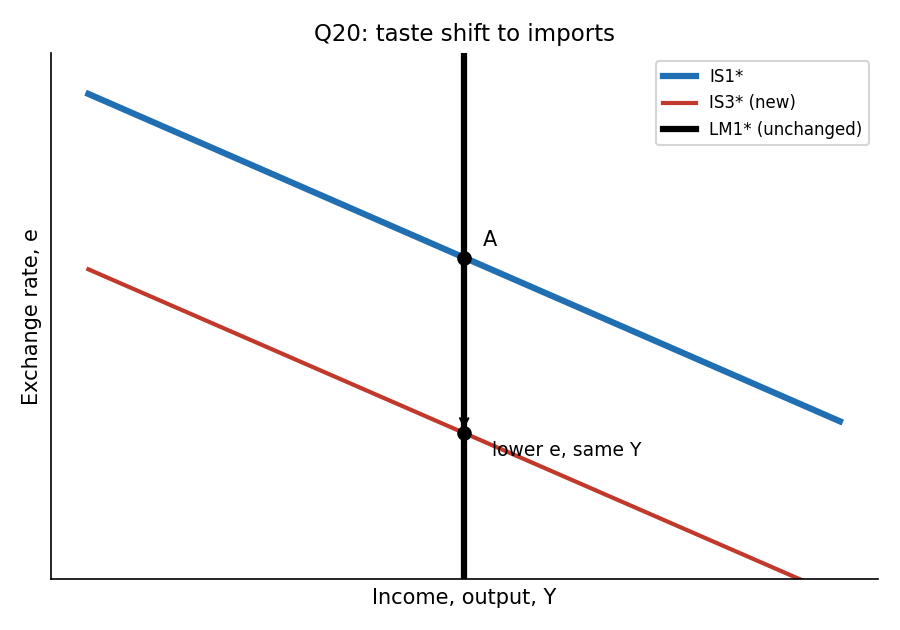 Q20: taste shift to imports
IS1*
IS3* (new)
LM1* (unchanged)
A
lower e, same Y
Exchange rate, e
Income, output, Y